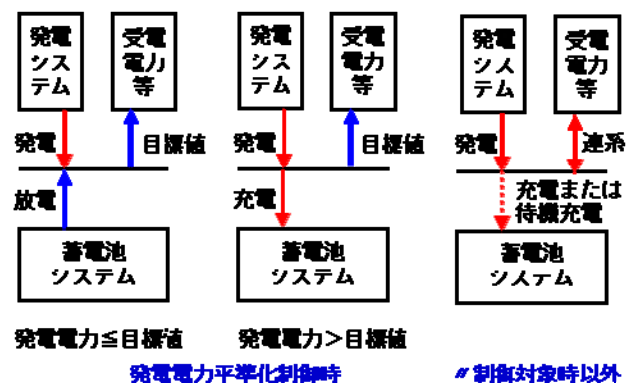 発電
システム
受電
電力
等
発電
目標値
放電
蓄電池
システム
発電電力≦目標値
発電
システム
受電
電力
等
発電
目標値
充電
蓄電池
システム
発電電力＞目標値
発電電力平準化制御時
発電
システム
受電
電力
等
発電
連系
充電または
待機充電
蓄電池
システム
〃制御対象時以外